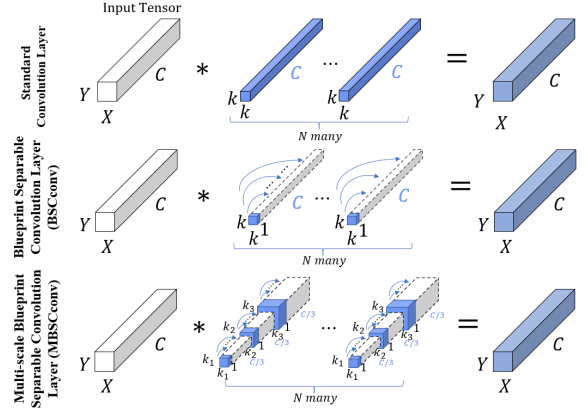 Input Tensor
Standard
Convolution Layer
Y
X
C
*
k
k
C
...
k
k
C
=
Y
X
C
N many
Blueprint Separable
Convolution Layer
(BSCconv)
Y
X
C
*
k
k
1
C
...
k
k
1
C
=
Y
X
C
N many
Multi-scale Blueprint
Separable Convolution
Layer (MBSCconv)
Y
X
C
*
k₁
k₁
1
C/3
k₂
k₂
1
C/3
k₃
k₃
1
C/3
...
k₁
k₁
1
C/3
k₂
k₂
1
C/3
k₃
k₃
1
C/3
=
Y
X
C
N many